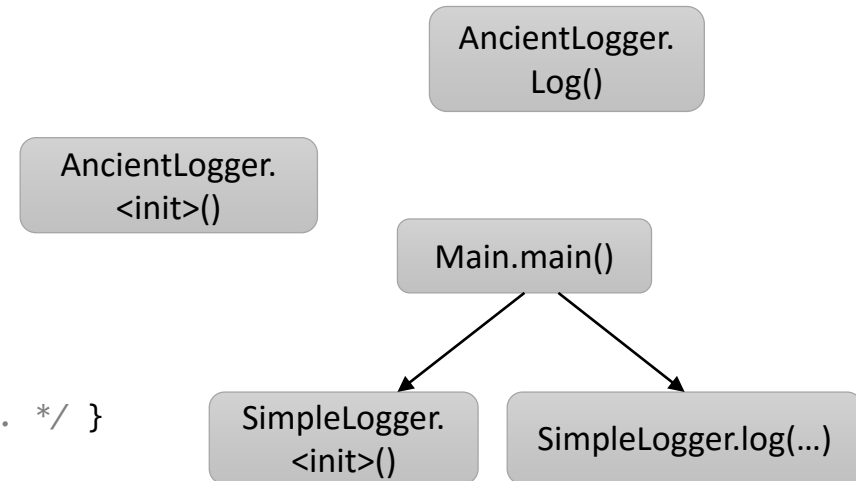 AncientLogger.
Log()
AncientLogger.
<init>()
Main.main()
. */ }
SimpleLogger.
<init>()
SimpleLogger.log(…)